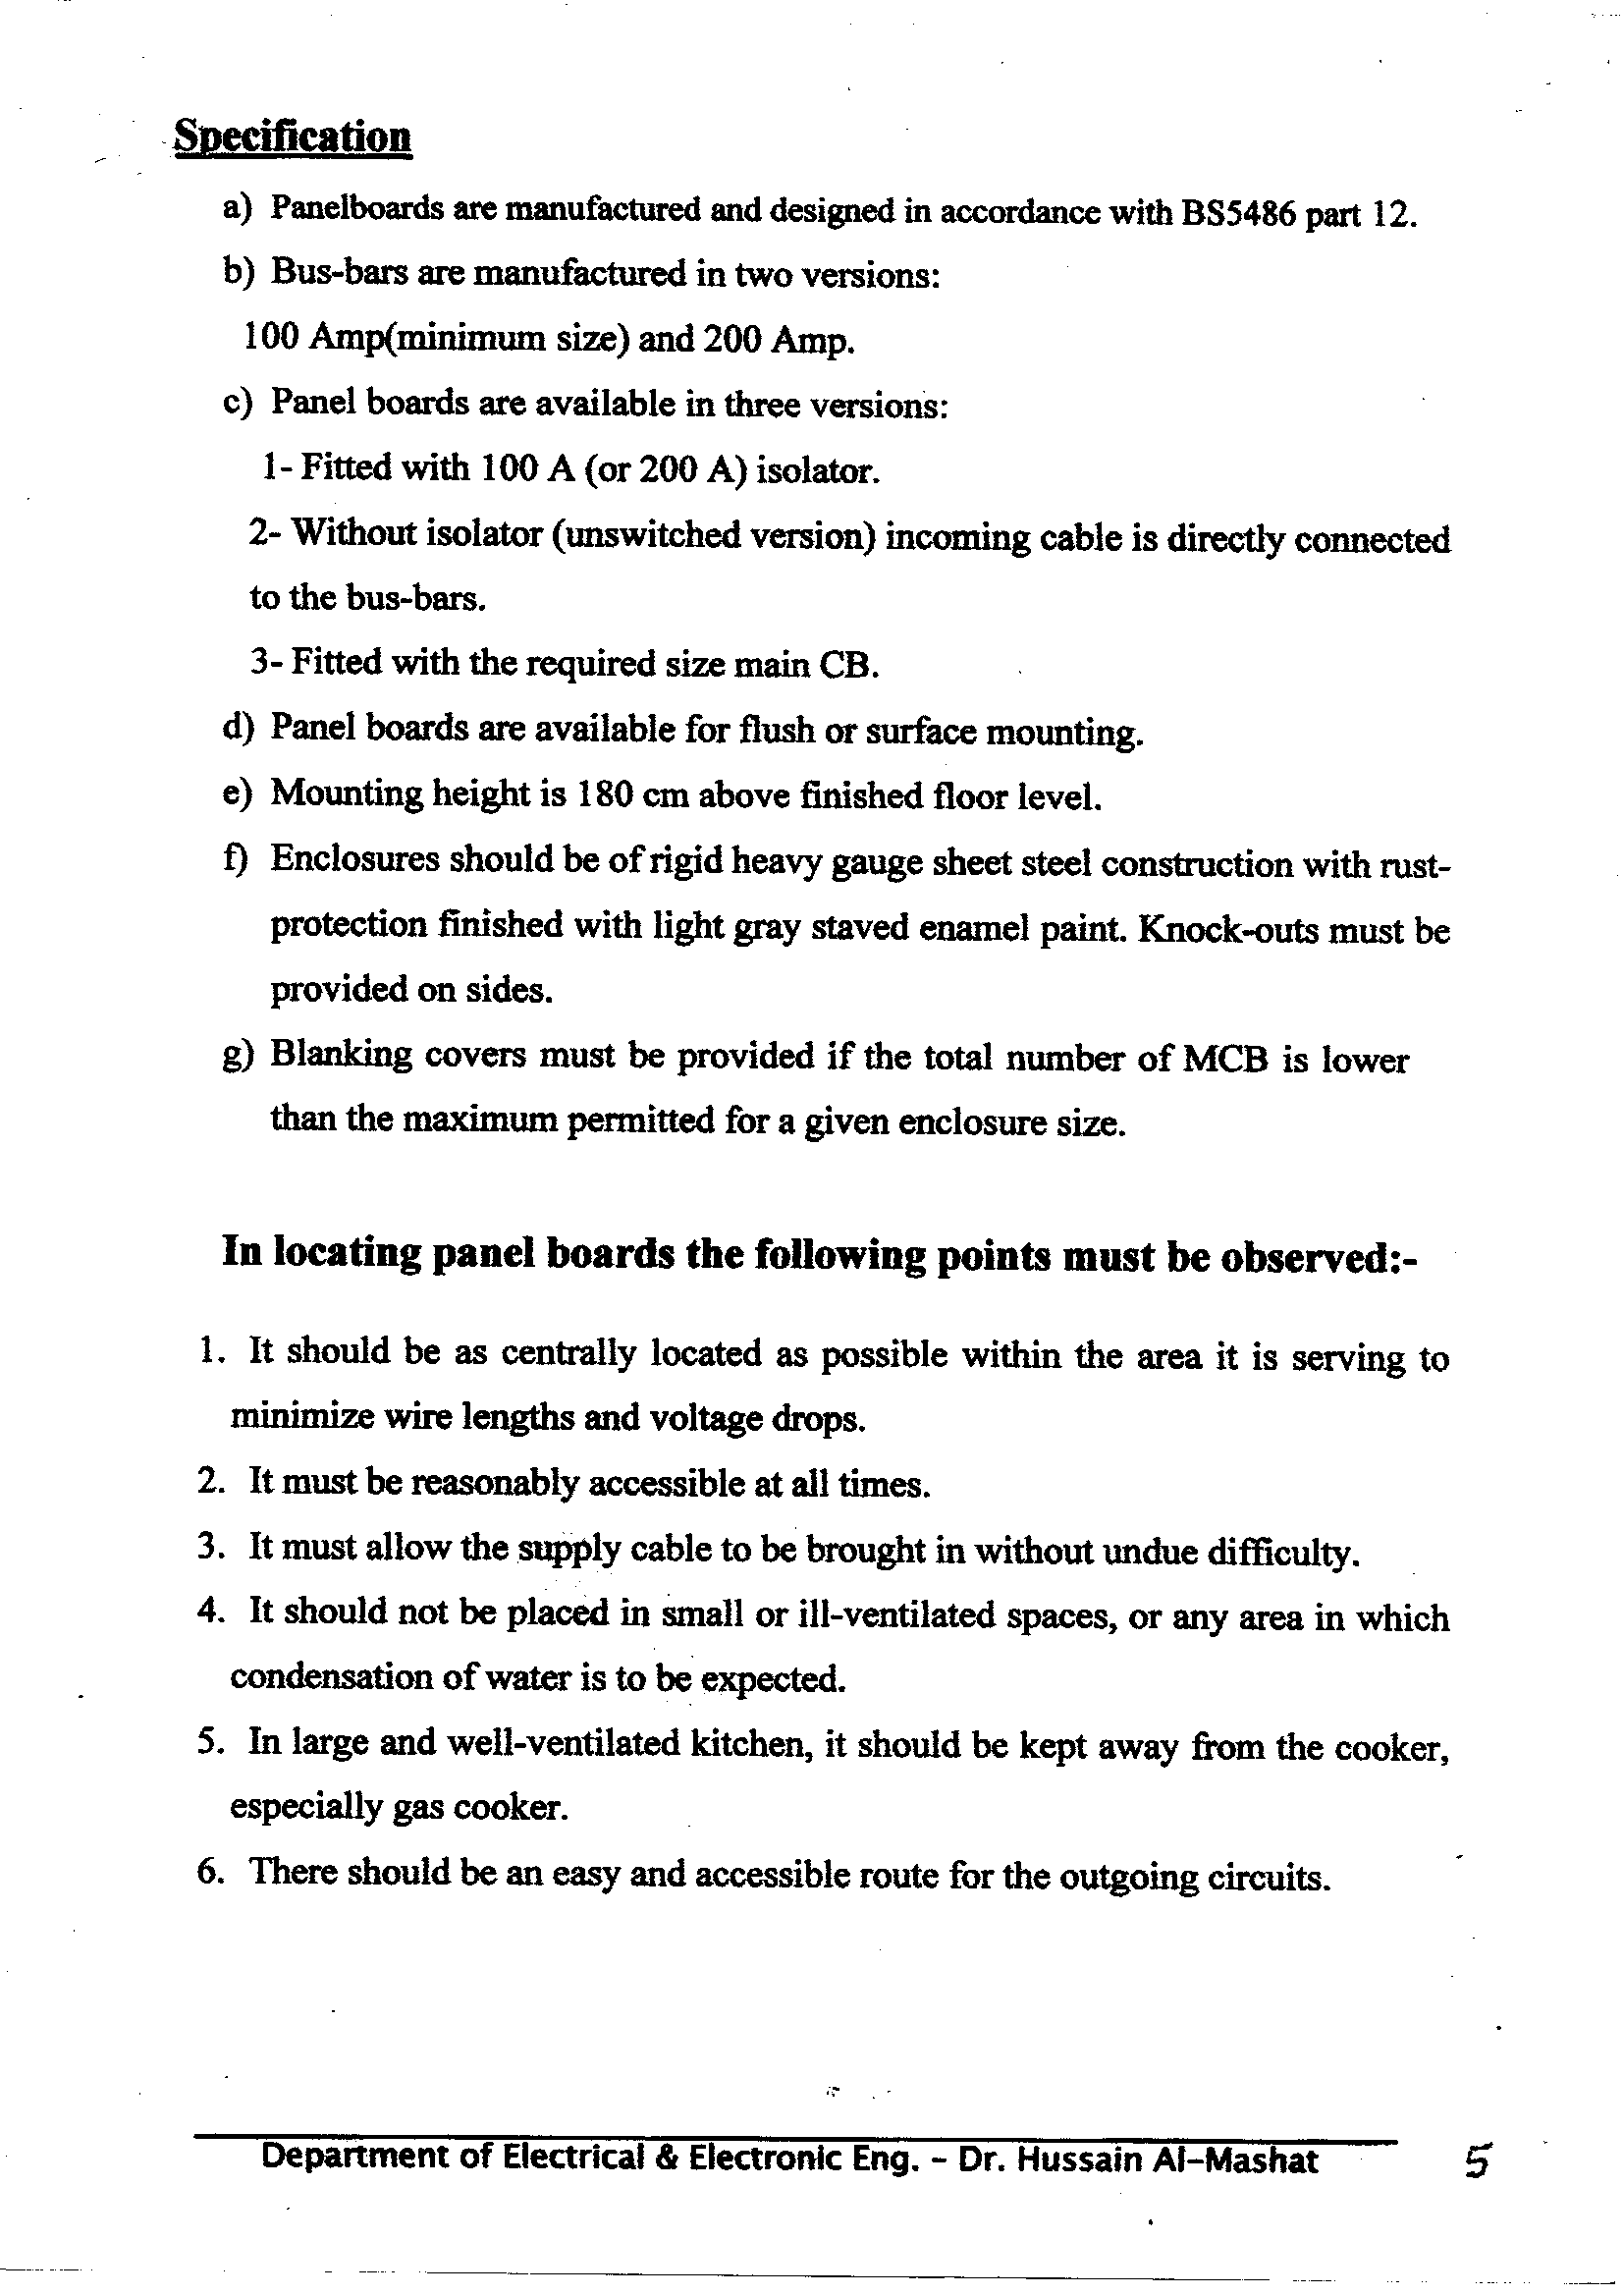 Specification
a) Panelboards are manufactured and designed in accordance with BS5486 part 12.
b) Bus-bars are manufactured in two versions:
100 Amp(minimum size) and 200 Amp.
c) Panel boards are available in three versions:
1- Fitted with 100 A (or 200 A) isolator.
2- Without isolator (unswitched version) incoming cable is directly connected
to the bus-bars.
3- Fitted with the required size main CB.
d) Panel boards are available for flush or surface mounting.
e) Mounting height is 180 cm above finished floor level.
f) Enclosures should be of rigid heavy gauge sheet steel construction with rust-
protection finished with light gray staved enamel paint. Knock-outs must be
provided on sides.
g) Blanking covers must be provided if the total number of MCB is lower
than the maximum permitted for a given enclosure size.
In locating panel boards the following points must be observed:-
1. It should be as centrally located as possible within the area it is serving to
minimize wire lengths and voltage drops.
2. It must be reasonably accessible at all times.
3. It must allow the supply cable to be brought in without undue difficulty.
4. It should not be placed in small or ill-ventilated spaces, or any area in which
condensation of water is to be expected.
5. In large and well-ventilated kitchen, it should be kept away from the cooker,
especially gas cooker.
6. There should be an easy and accessible route for the outgoing circuits.
Department of Electrical & Electronic Eng. - Dr. Hussain Al-Mashat 5